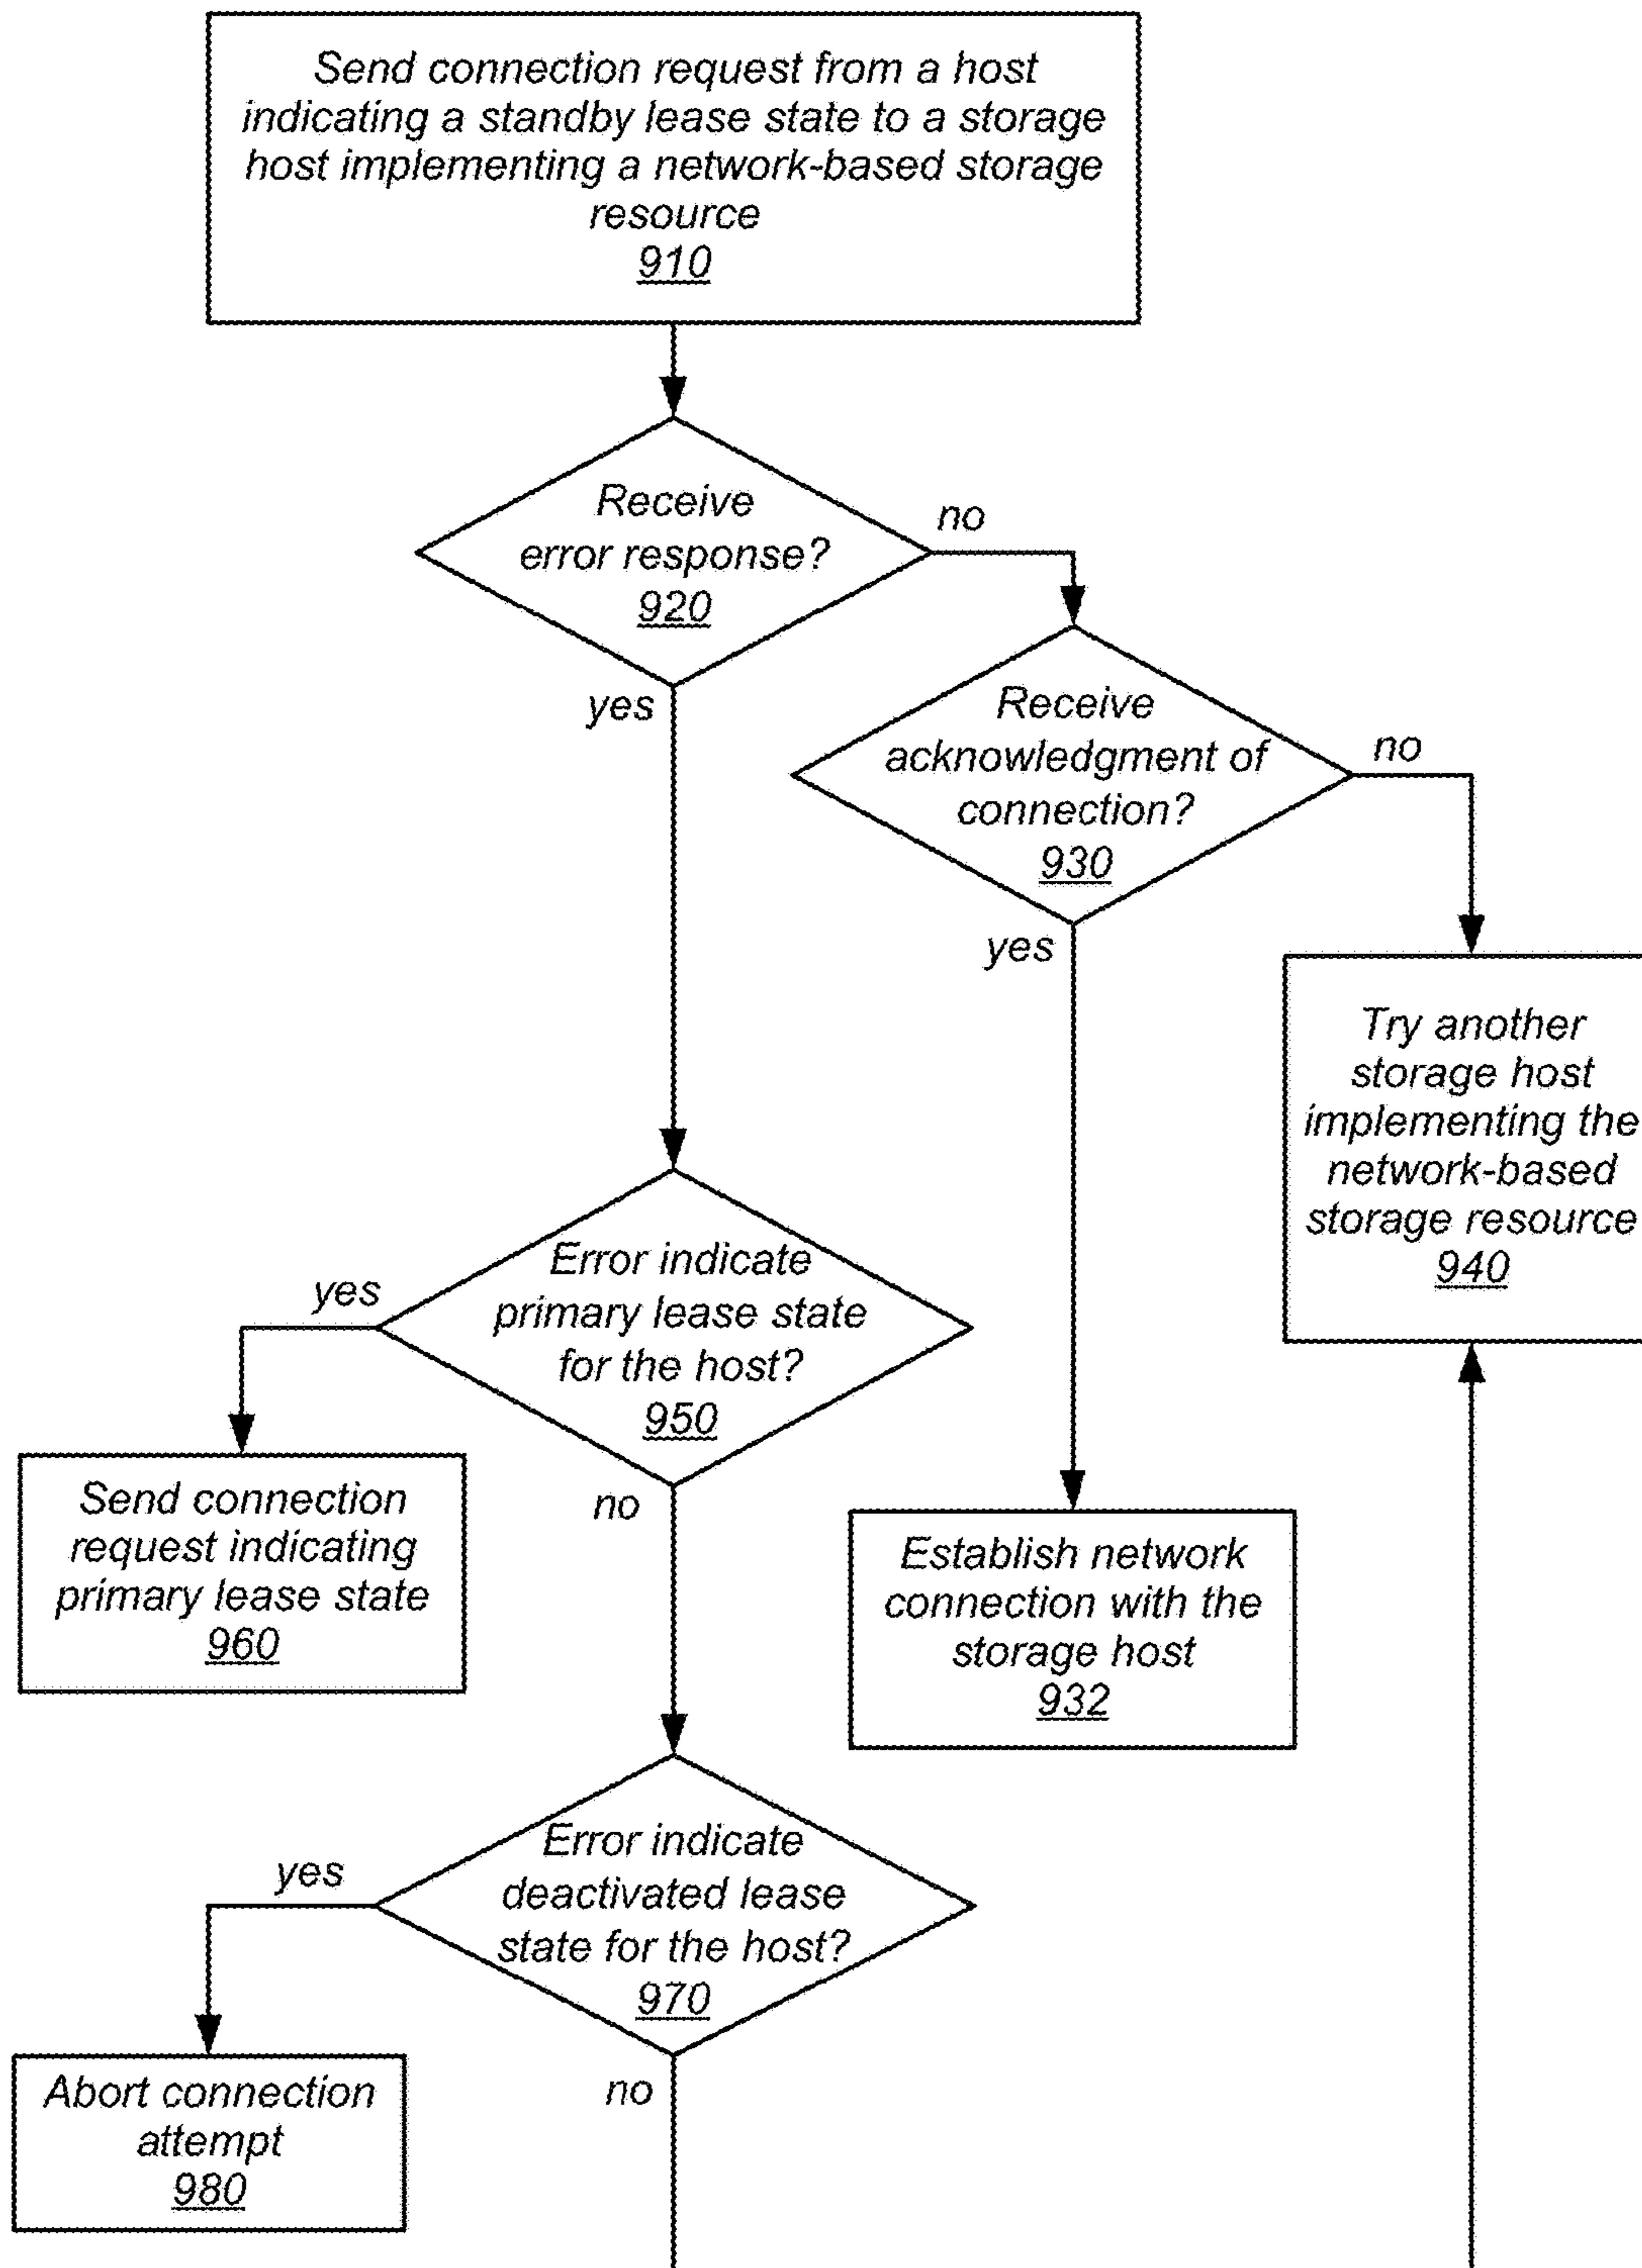 Send connection request from a host
indicating a standby lease state to a storage
host implementing a network-based storage
resource
910
Receive
error response?
920
no
yes
Receive
acknowledgment of
connection?
930
no
yes
Try another
storage host
implementing the
network-based
storage resource
940
Error indicate
primary lease state
for the host?
950
yes
no
Send connection
request indicating
primary lease state
960
Establish network
connection with the
storage host
932
Error indicate
deactivated lease
state for the host?
970
yes
no
Abort connection
attempt
980